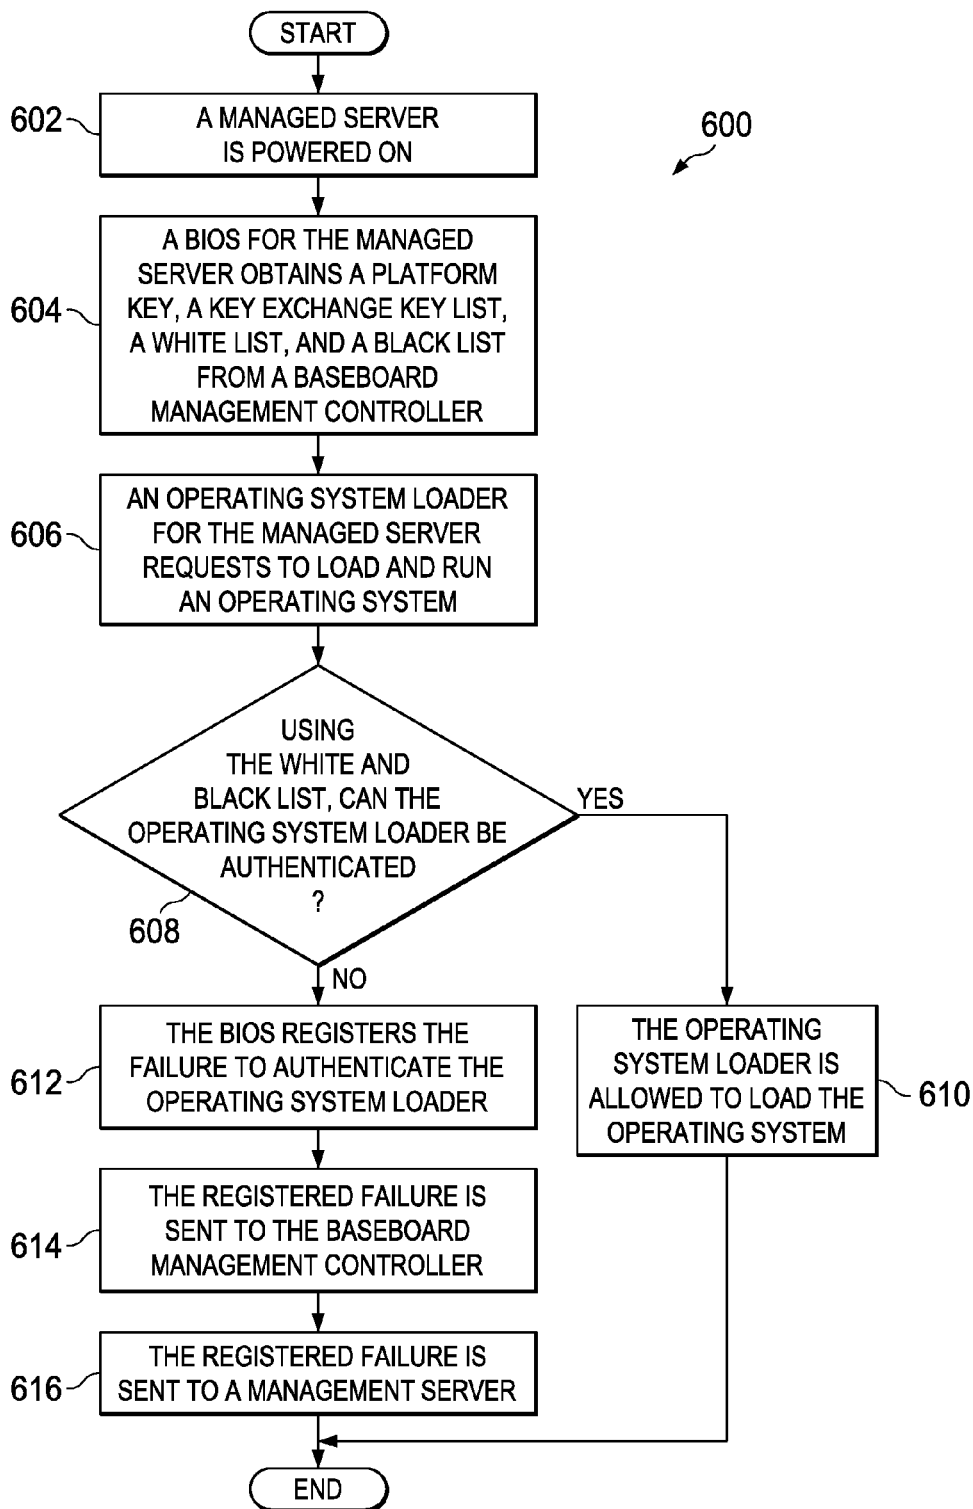 START
602
A MANAGED SERVER
IS POWERED ON
600
604
A BIOS FOR THE MANAGED
SERVER OBTAINS A PLATFORM
KEY, A KEY EXCHANGE KEY LIST,
A WHITE LIST, AND A BLACK LIST
FROM A BASEBOARD
MANAGEMENT CONTROLLER
606
AN OPERATING SYSTEM LOADER
FOR THE MANAGED SERVER
REQUESTS TO LOAD AND RUN
AN OPERATING SYSTEM
USING
THE WHITE AND
BLACK LIST, CAN THE
OPERATING SYSTEM LOADER BE
AUTHENTICATED
?
608
YES
NO
612
THE BIOS REGISTERS THE
FAILURE TO AUTHENTICATE THE
OPERATING SYSTEM LOADER
THE OPERATING
SYSTEM LOADER IS
ALLOWED TO LOAD THE
OPERATING SYSTEM
610
614
THE REGISTERED FAILURE IS
SENT TO THE BASEBOARD
MANAGEMENT CONTROLLER
616
THE REGISTERED FAILURE IS
SENT TO A MANAGEMENT SERVER
END